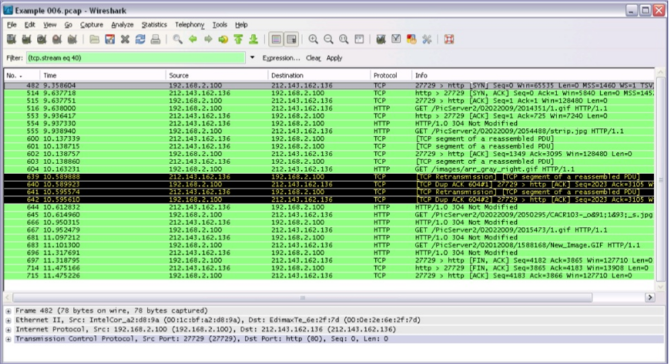 Example 006.pcap - Wireshark
File Edit View Go Capture Analyze Statistics Telephony Tools Help
Filter: (tcp.stream eq 40) Expression... Clear Apply
No. - Time Source Destination Protocol Info
482 9.358604 192.168.2.100 212.143.162.136 TCP 27729 > http [SYN] Seq=0 Win=65535 Len=0 MSS=1460 WS=1 TSV
514 9.637718 212.143.162.136 192.168.2.100 TCP http > 27729 [SYN, ACK] Seq=0 Ack=1 Win=5840 Len=0 MSS=1
515 9.637751 192.168.2.100 212.143.162.136 TCP 27729 > http [ACK] Seq=1 Ack=1 Win=128480 Len=0
516 9.638000 192.168.2.100 212.143.162.136 HTTP GET /PicServer2/02022009/2014351/1.gif HTTP/1.1
553 9.936417 212.143.162.136 192.168.2.100 TCP http > 27729 [ACK] Seq=1 Ack=725 Win=7240 Len=0
554 9.937330 212.143.162.136 192.168.2.100 HTTP HTTP/1.0 304 Not Modified
555 9.938940 192.168.2.100 212.143.162.136 HTTP GET /PicServer2/22022009/2054488/strip.jpg HTTP/1.1
600 10.137339 212.143.162.136 192.168.2.100 TCP [TCP segment of a reassembled PDU]
601 10.138715 212.143.162.136 192.168.2.100 TCP [TCP segment of a reassembled PDU]
602 10.138757 192.168.2.100 212.143.162.136 TCP 27729 > http [ACK] Seq=1349 Ack=3095 Win=128480 Len=0
603 10.138860 212.143.162.136 192.168.2.100 TCP [TCP segment of a reassembled PDU]
604 10.163231 192.168.2.100 212.143.162.136 HTTP GET /images/arr_gray_right.gif HTTP/1.1
639 10.589888 212.143.162.136 192.168.2.100 TCP [TCP Retransmission] [TCP segment of a reassembled PDU]
640 10.589923 192.168.2.100 212.143.162.136 TCP [TCP Dup ACK 604#1] 27729 > http [ACK] Seq=2023 Ack=3105 W
641 10.595574 212.143.162.136 192.168.2.100 TCP [TCP Retransmission] [TCP segment of a reassembled PDU]
642 10.595610 192.168.2.100 212.143.162.136 TCP [TCP Dup ACK 604#2] 27729 > http [ACK] Seq=2023 Ack=3105 W
644 10.612832 212.143.162.136 192.168.2.100 HTTP HTTP/1.0 304 Not Modified
645 10.614960 192.168.2.100 212.143.162.136 HTTP GET /PicServer2/22022009/2050295/CACR103-_
666 10.950315 212.143.162.136 192.168.2.100 HTTP HTTP/1.0 304 Not Modified
667 10.952479 192.168.2.100 212.143.162.136 HTTP GET /PicServer2/02022009/2015473/1.gif HTTP/1.1
681 11.097212 212.143.162.136 192.168.2.100 HTTP HTTP/1.0 304 Not Modified
683 11.101300 192.168.2.100 212.143.162.136 HTTP GET /PicServer2/02012008/1588168/New_Image.GIF HTTP/1.1
696 11.317691 212.143.162.136 192.168.2.100 HTTP HTTP/1.0 304 Not Modified
697 11.318795 192.168.2.100 212.143.162.136 TCP 27729 > http [FIN, ACK] Seq=4182 Ack=3865 Win=127710 Len=0
714 11.475166 212.143.162.136 192.168.2.100 TCP http > 27729 [FIN, ACK] Seq=3865 Ack=4183 Win=13908 Len=0
715 11.475226 192.168.2.100 212.143.162.136 TCP 27729 > http [ACK] Seq=4183 Ack=3866 Win=127710 Len=0
Frame 482 (78 bytes on wire, 78 bytes captured)
Ethernet II, Src: IntelCor_a2:d8:9a (00:1c:bf:a2:d8:9a), Dst: EdimaxTe_6e:2f:7d (00:0e:2e:6e:2f:7d)
Internet Protocol, Src: 192.168.2.100 (192.168.2.100), Dst: 212.143.162.136 (212.143.162.136)
Transmission Control Protocol, Src Port: 27729 (27729), Dst Port: http (80), Seq: 0, Len: 0